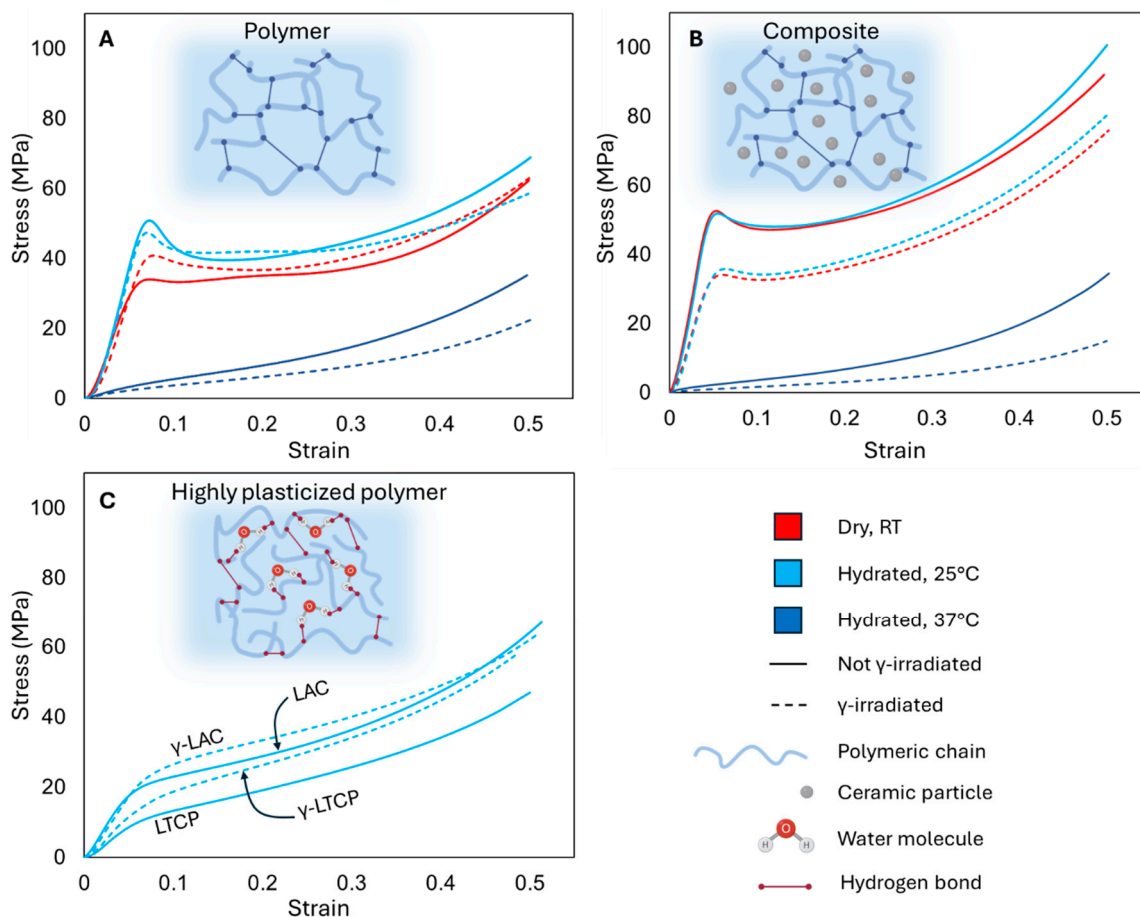 A
Polymer
100
80
60
40
20
0
Stress (MPa)
0 0.1 0.2 0.3 0.4 0.5
Strain
B
Composite
100
80
60
40
20
0
Stress (MPa)
0 0.1 0.2 0.3 0.4 0.5
Strain
C
Highly plasticized polymer
O
H
100
80
60
40
20
0
Stress (MPa)
LAC
γ-LAC
γ-LTCP
LTCP
0 0.1 0.2 0.3 0.4 0.5
Strain
Dry, RT
Hydrated, 25°C
Hydrated, 37°C
Not γ-irradiated
γ-irradiated
Polymeric chain
Ceramic particle
O
H H
Water molecule
Hydrogen bond